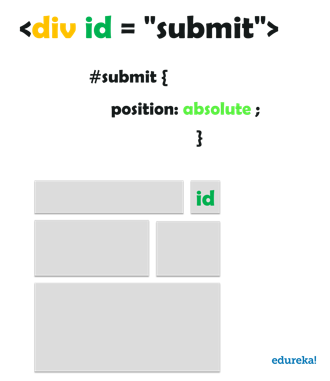 <div id = "submit">
#submit {
position: absolute ;
}
id
edureka!